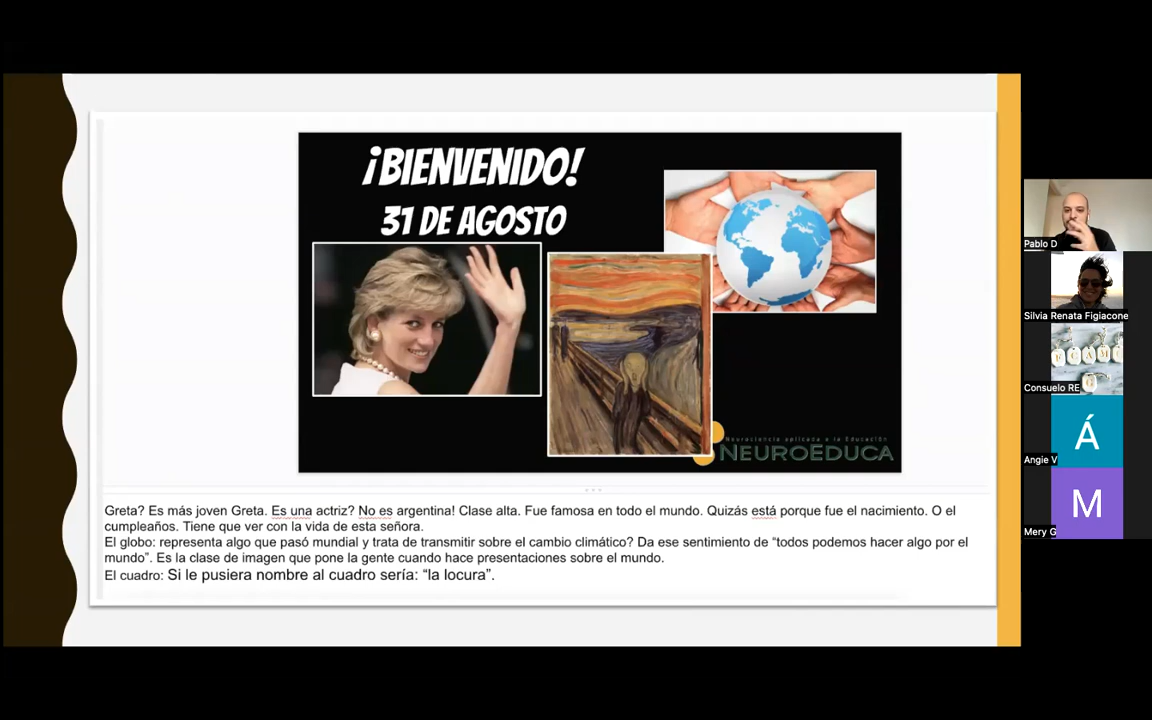 ¡BIENVENIDO!
31 DE AGOSTO
Neurociencia aplicada a la Educación
NEUROEDUCA
Greta? Es más joven Greta. Es una actriz? No es argentina! Clase alta. Fue famosa en todo el mundo. Quizás está porque fue el nacimiento. O el
cumpleaños. Tiene que ver con la vida de esta señora.
El globo: representa algo que pasó mundial y trata de transmitir sobre el cambio climático? Da ese sentimiento de “todos podemos hacer algo por el
mundo”. Es la clase de imagen que pone la gente cuando hace presentaciones sobre el mundo.
El cuadro: Si le pusiera nombre al cuadro sería: “la locura”.
Pablo D
Silvia Renata Figiacone
Consuelo RE
Á
Angie V
M
Mery G